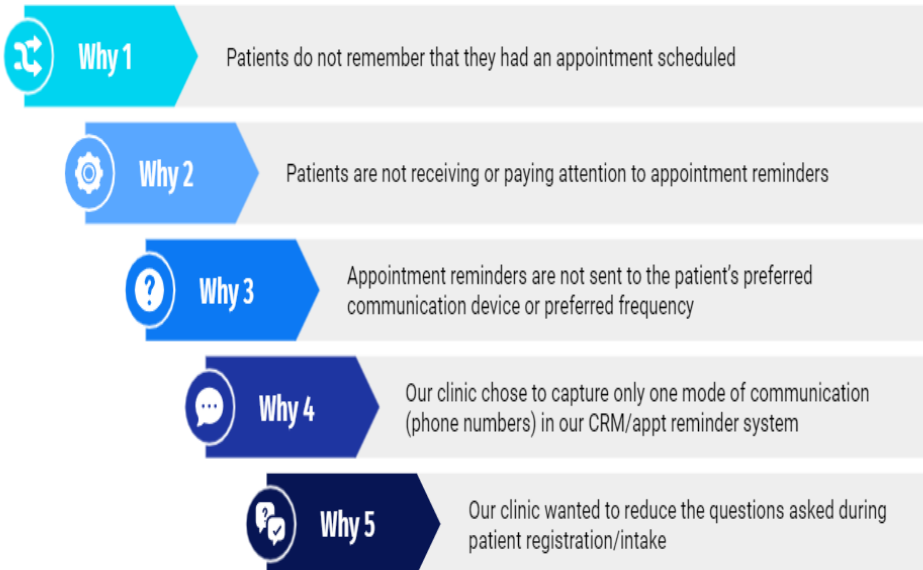 Why 1
Patients do not remember that they had an appointment scheduled
Why 2
Patients are not receiving or paying attention to appointment reminders
Why 3
Appointment reminders are not sent to the patient's preferred
communication device or preferred frequency
Why 4
Our clinic chose to capture only one mode of communication
(phone numbers) in our CRM/appt reminder system
Why 5
Our clinic wanted to reduce the questions asked during
patient registration/intake